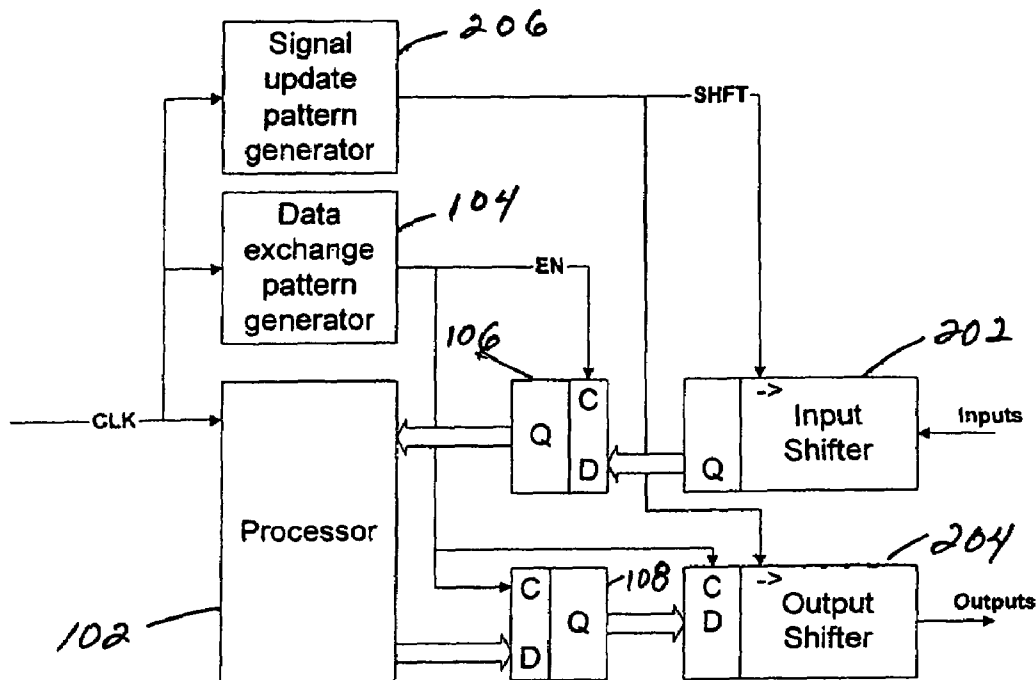 Signal
update
pattern
generator
206
SHFT
Data
exchange
pattern
generator
104
EN
106
202
CLK
C
Q
D
->
Input
Shifter
Q
Inputs
Processor
102
C
Q
D
108
204
C
D
->
Output
Shifter
Outputs